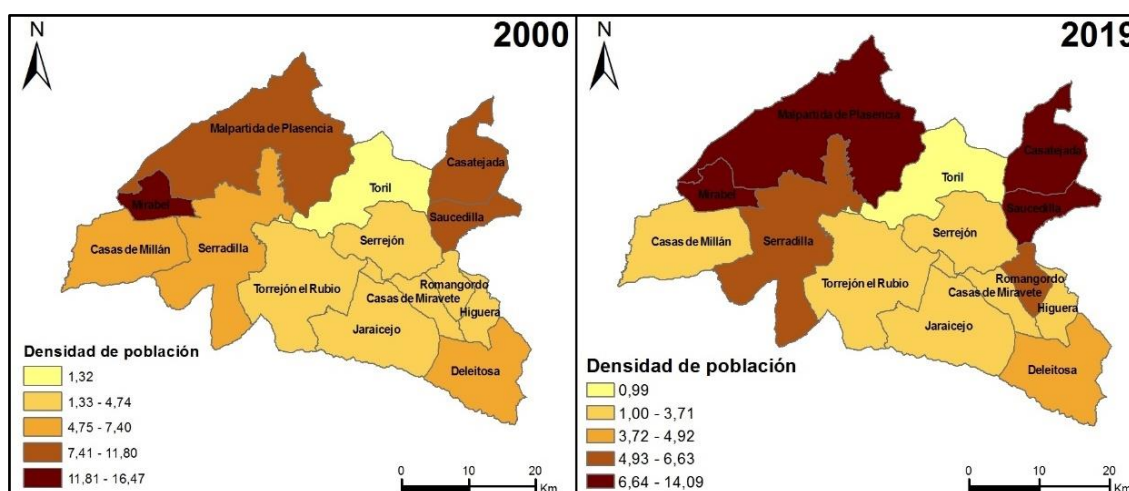 N
2000
Malpartida de Plasencia
Casatejada
Toril
Mirabel
Saucedilla
Casas de Millán
Serradilla
Serrejón
Romangordo
Torrejón el Rubio
Casas de Miravete
Higuera
Jaraicejo
Deleitosa
Densidad de población
1,32
1,33 - 4,74
4,75 - 7,40
7,41 - 11,80
11,81 - 16,47
0 10 20
Km
N
2019
Malpartida de Plasencia
Casatejada
Toril
Mirabel
Saucedilla
Casas de Millán
Serradilla
Serrejón
Romangordo
Torrejón el Rubio
Casas de Miravete
Higuera
Jaraicejo
Deleitosa
Densidad de población
0,99
1,00 - 3,71
3,72 - 4,92
4,93 - 6,63
6,64 - 14,09
0 10 20
Km